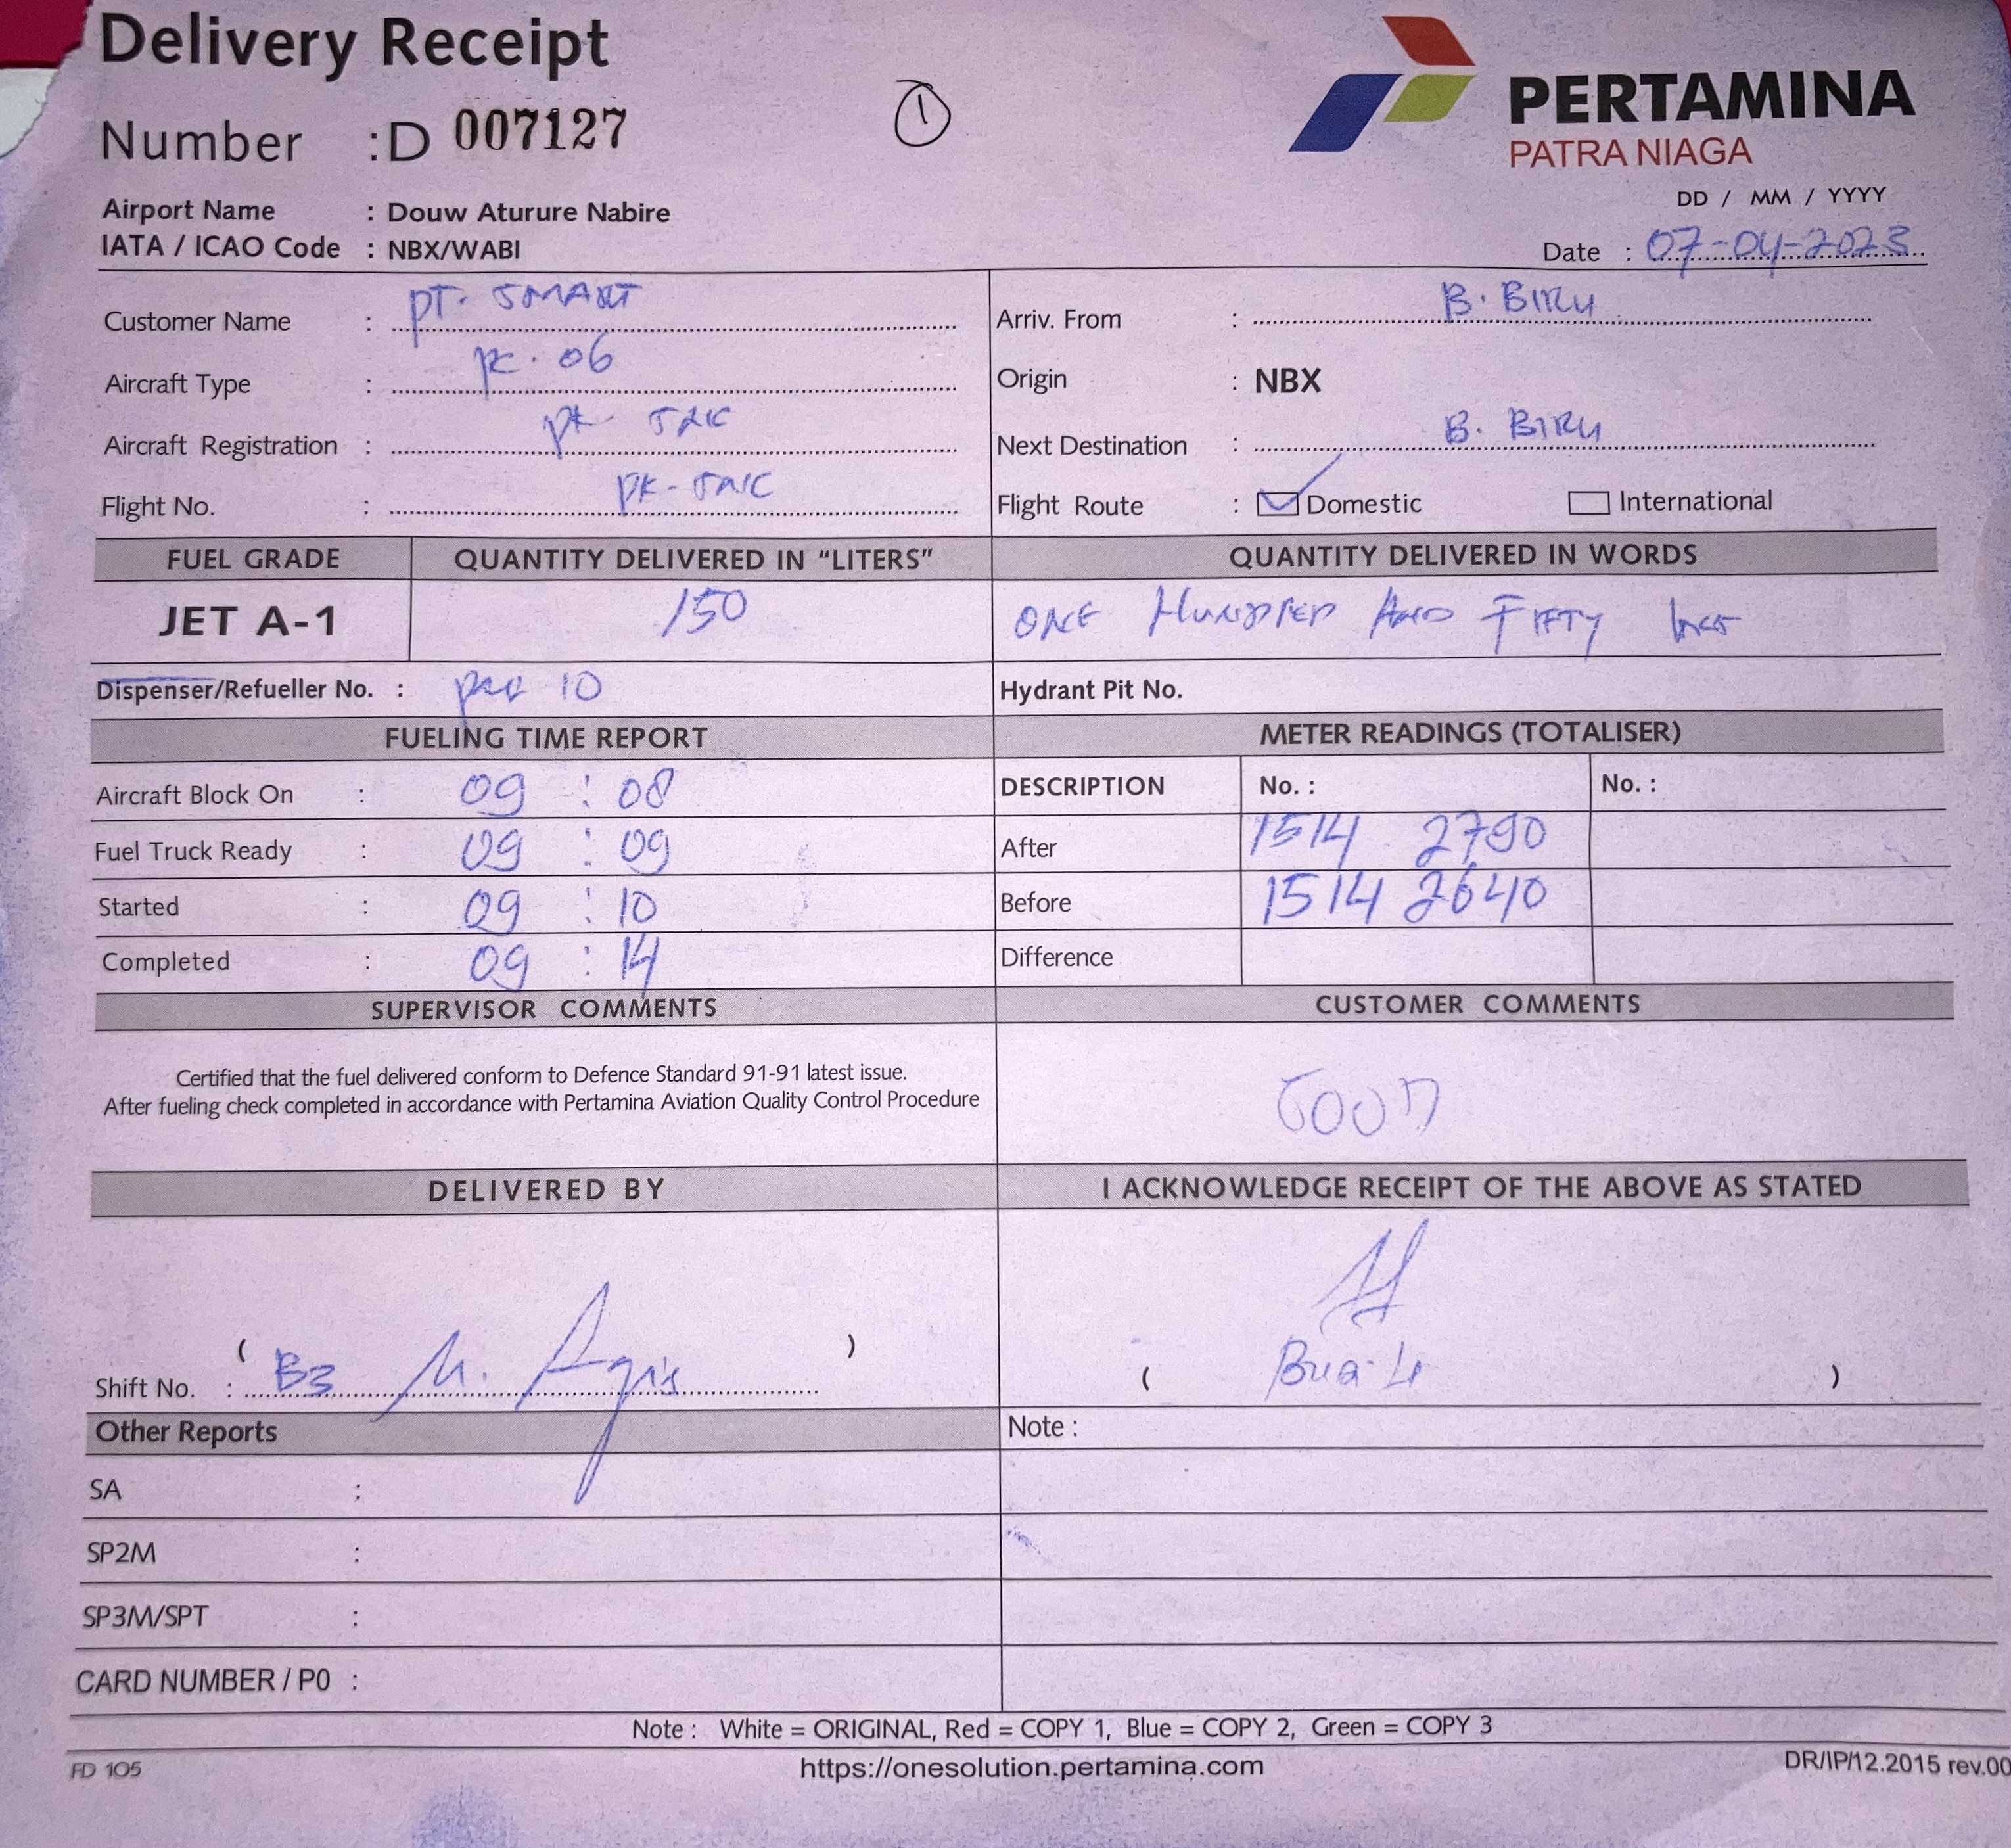 Delivery Receipt
Number : D 007127
1
PERTAMINA
PATRA NIAGA
Airport Name : Douw Aturure Nabire
IATA / ICAO Code : NBX/WABI
DD / MM / YYYY
Date : 07-04-2023
Customer Name : PT. SMART
Aircraft Type : pc. 06
Aircraft Registration : pk
Flight No. : PK-
Arriv. From : B. BIRU
Origin : NBX
Next Destination : B. BIRU
Flight Route : Domestic International
FUEL GRADE QUANTITY DELIVERED IN “LITERS” QUANTITY DELIVERED IN WORDS
JET A-1 150 ONE HUNDRED AND FIFTY
Dispenser/Refueller No. : 10 Hydrant Pit No.
FUELING TIME REPORT METER READINGS (TOTALISER)
Aircraft Block On : 09 : 08 DESCRIPTION No. : No. :
Fuel Truck Ready : 09 : 09 After 1514 2790
Started : 09 : 10 Before 1514 2640
Completed : 09 : 14 Difference
SUPERVISOR COMMENTS CUSTOMER COMMENTS
Certified that the fuel delivered conform to Defence Standard 91-91 latest issue.
After fueling check completed in accordance with Pertamina Aviation Quality Control Procedure
GOOD
DELIVERED BY I ACKNOWLEDGE RECEIPT OF THE ABOVE AS STATED
( )
Shift No. : B3 M. Agis
( )
Other Reports Note :
SA :
SP2M :
SP3M/SPT :
CARD NUMBER / P0 :
Note : White = ORIGINAL, Red = COPY 1, Blue = COPY 2, Green = COPY 3
FD 105 https://onesolution.pertamina.com DR/IP/12.2015 rev.00